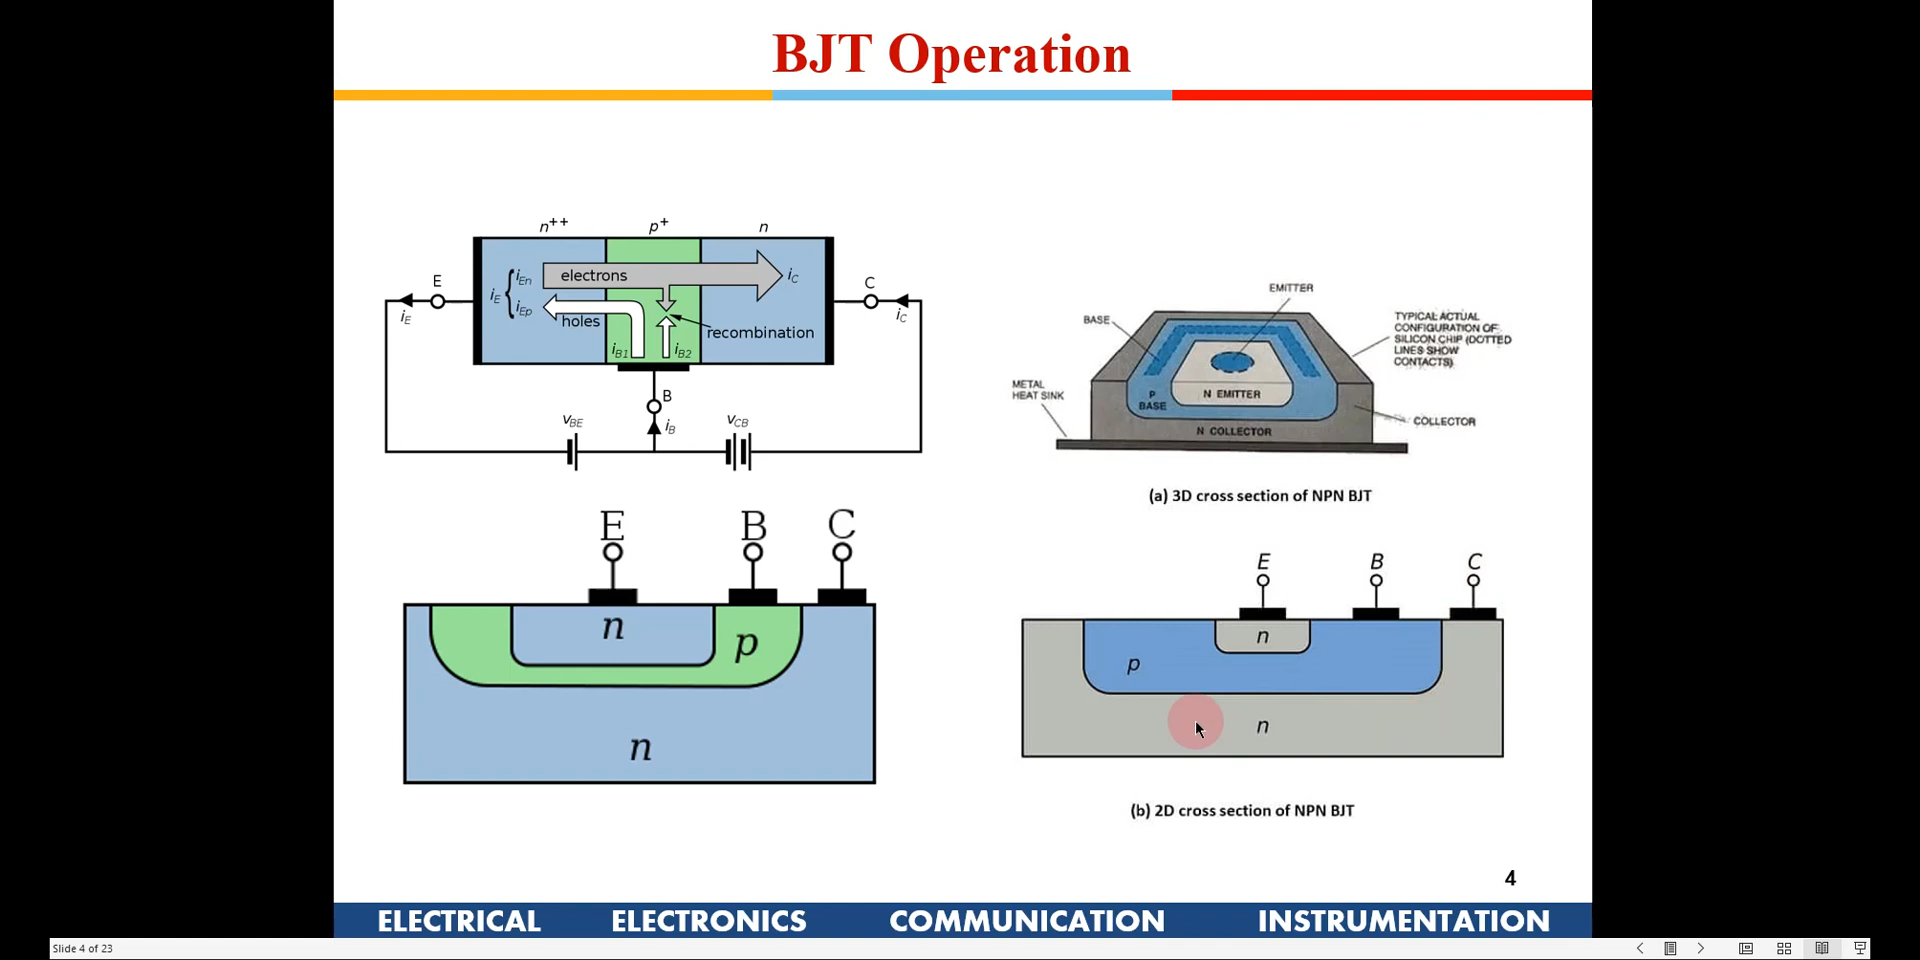 BJT Operation
n++ p+ n
electrons
iE { iEn iEp
iC
holes
recombination
iB1 iB2
E
iE
C
iC
B
iB
vBE
vCB
EMITTER
BASE
TYPICAL ACTUAL
CONFIGURATION OF
SILICON CHIP (DOTTED
LINES SHOW
CONTACTS)
METAL
HEAT SINK
P
BASE
N EMITTER
COLLECTOR
N COLLECTOR
(a) 3D cross section of NPN BJT
E B C
n
p
n
E B C
n
p
n
(b) 2D cross section of NPN BJT
4
ELECTRICAL ELECTRONICS COMMUNICATION INSTRUMENTATION
Slide 4 of 23